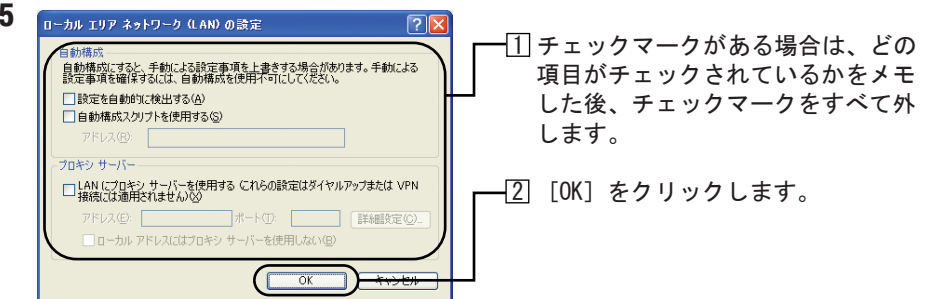 5
ローカル エリア ネットワーク (LAN) の設定
自動構成
自動構成にすると、手動による設定事項を上書きする場合があります。手動による
設定事項を確保するには、自動構成を使用不可にしてください。
設定を自動的に検出する(A)
自動構成スクリプトを使用する(S)
アドレス(R):
プロキシ サーバー
LAN にプロキシ サーバーを使用する (これらの設定はダイヤルアップまたは VPN
接続には適用されません)(X)
アドレス(E):
ポート(T):
詳細設定(C)...
ローカル アドレスにはプロキシ サーバーを使用しない(B)
OK
キャンセル
1 チェックマークがある場合は、どの
項目がチェックされているかをメモ
した後、チェックマークをすべて外
します。
2 [OK] をクリックします。